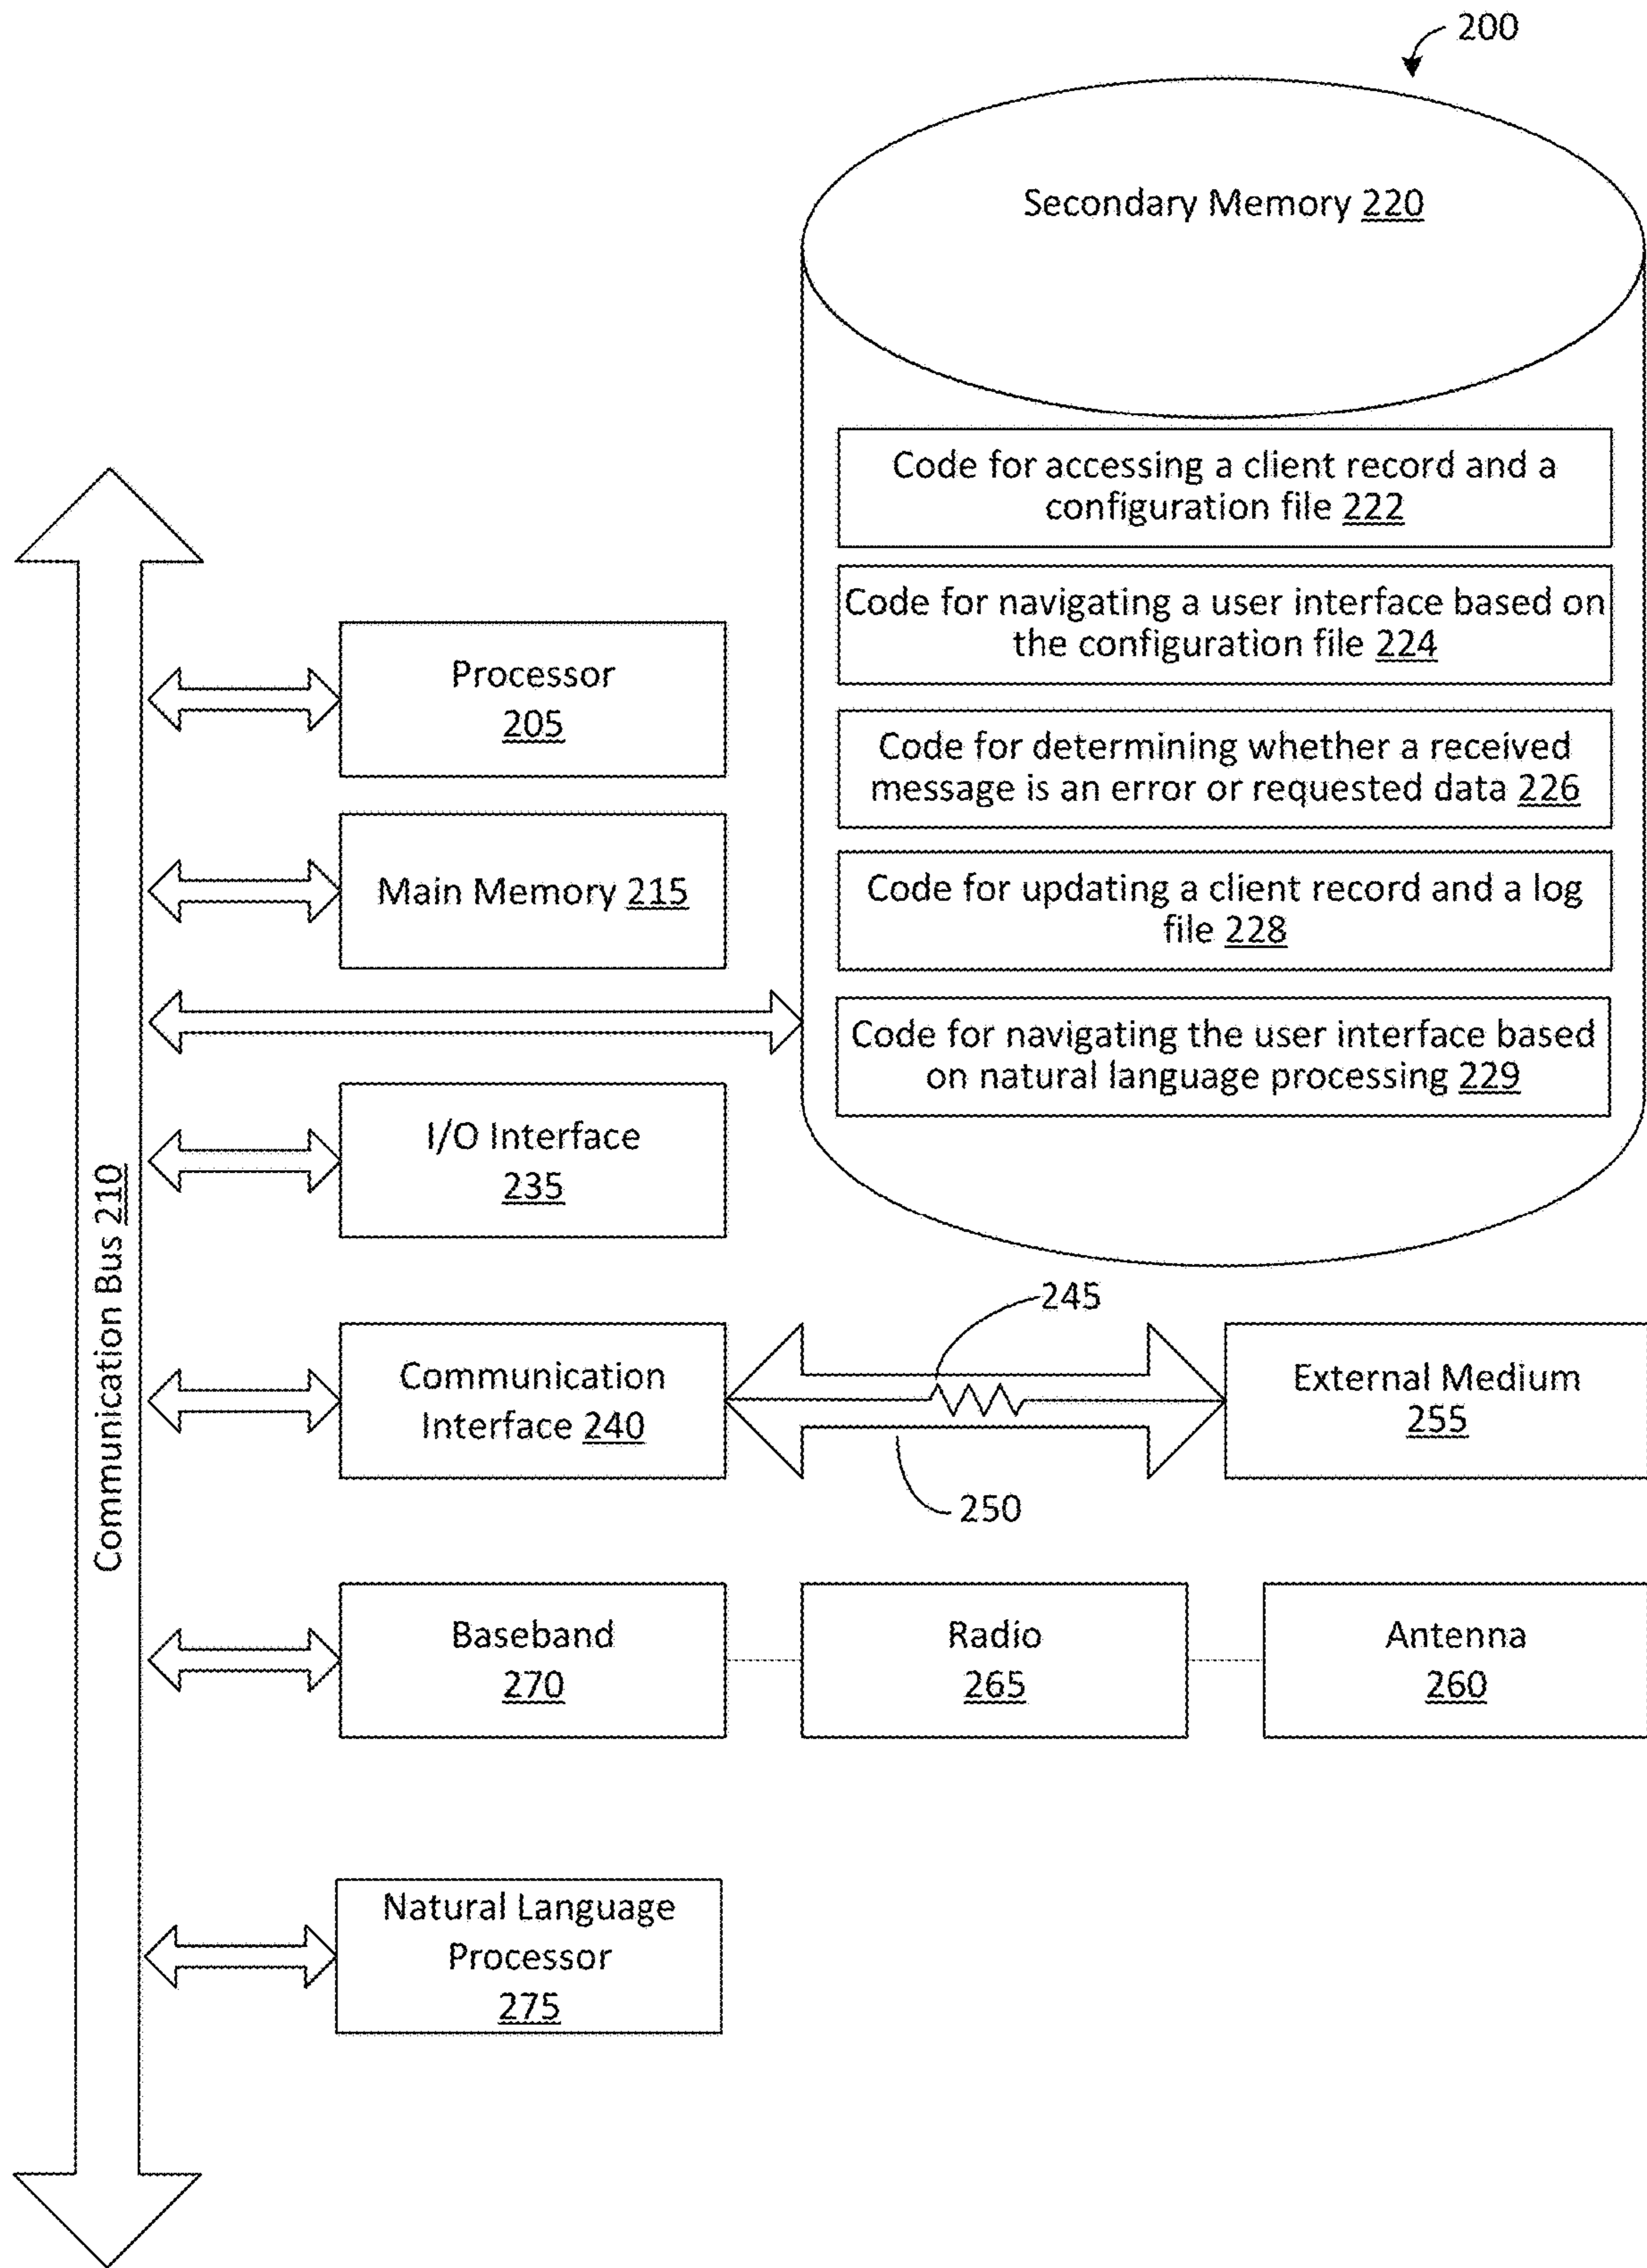 200
Secondary Memory 220
Code for accessing a client record and a
configuration file 222
Code for navigating a user interface based on
the configuration file 224
Code for determining whether a received
message is an error or requested data 226
Code for updating a client record and a log
file 228
Code for navigating the user interface based
on natural language processing 229
Communication Bus 210
Processor
205
Main Memory 215
I/O Interface
235
Communication
Interface 240
245
250
External Medium
255
Baseband
270
Radio
265
Antenna
260
Natural Language
Processor
275